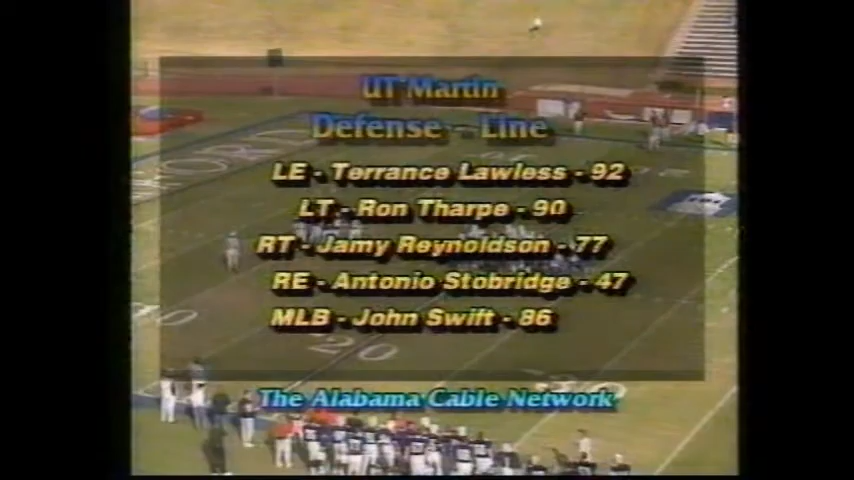 UT Martin
Defense - Line
LE - Terrance Lawless - 92
LT - Ron Tharpe - 90
RT - Jamy Reynoldson - 77
RE - Antonio Stobridge - 47
MLB - John Swift - 86
20
The Alabama Cable Network